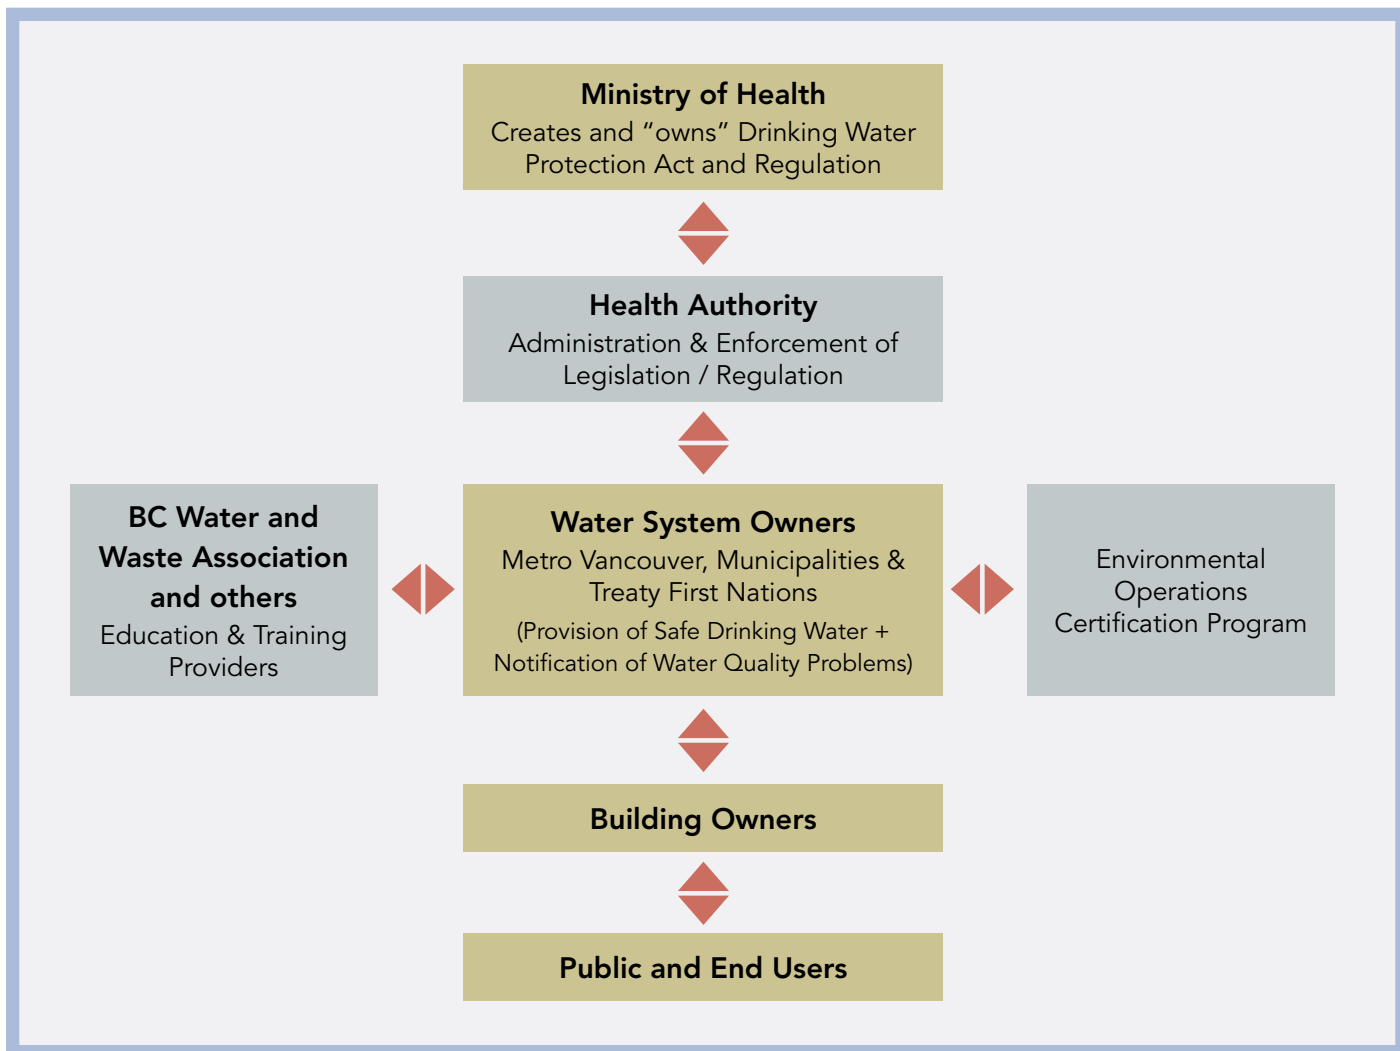 Ministry of Health
Creates and “owns” Drinking Water
Protection Act and Regulation
Health Authority
Administration & Enforcement of
Legislation / Regulation
BC Water and
Waste Association
and others
Education & Training
Providers
Water System Owners
Metro Vancouver, Municipalities &
Treaty First Nations
(Provision of Safe Drinking Water +
Notification of Water Quality Problems)
Environmental
Operations
Certification Program
Building Owners
Public and End Users